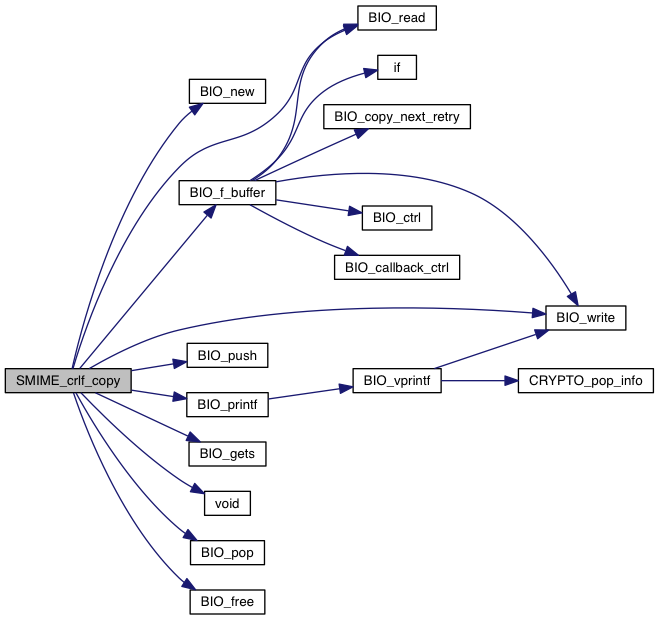 BIO_read
if
BIO_new
BIO_copy_next_retry
BIO_f_buffer
BIO_ctrl
BIO_callback_ctrl
BIO_write
BIO_push
SMIME_crlf_copy
BIO_vprintf
CRYPTO_pop_info
BIO_printf
BIO_gets
void
BIO_pop
BIO_free